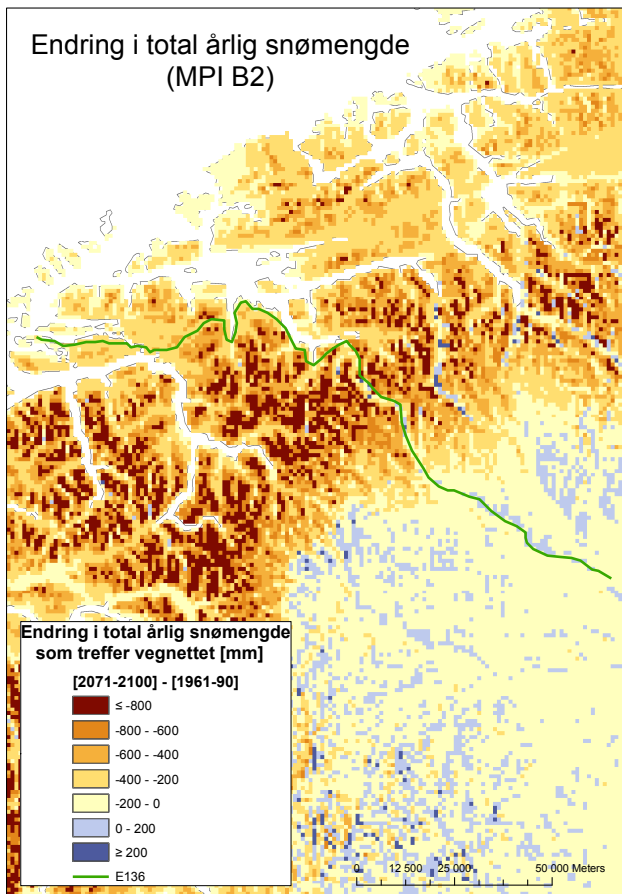 Endring i total årlig snømengde
(MPI B2)
Endring i total årlig snømengde
som treffer vegnettet [mm]
[2071-2100] - [1961-90]
≤ -800
-800 - -600
-600 - -400
-400 - -200
-200 - 0
0 - 200
≥ 200
E136
0 12 500 25 000 50 000 Meters